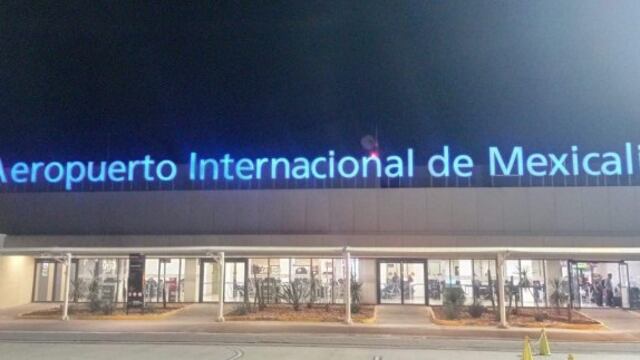 Aeropuerto Internacional de Mexicali